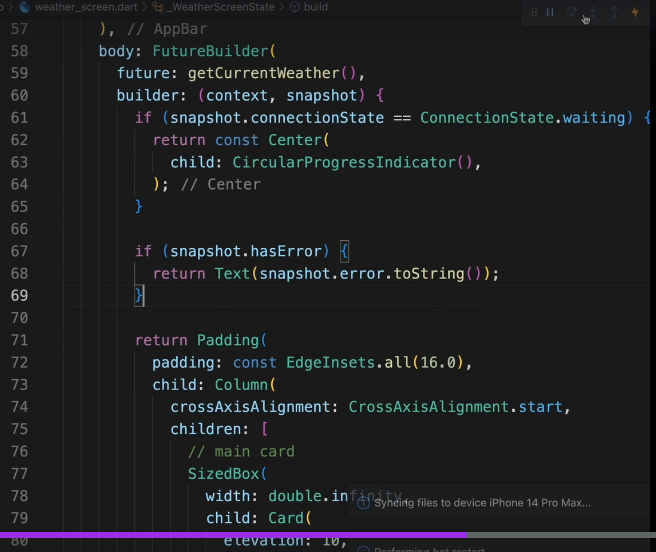 weather_screen.dart > _WeatherScreenState > build
57 ), // AppBar
58 body: FutureBuilder(
59 future: getCurrentWeather(),
60 builder: (context, snapshot) {
61 if (snapshot.connectionState == ConnectionState.waiting) {
62 return const Center(
63 child: CircularProgressIndicator(),
64 ); // Center
65 }
66
67 if (snapshot.hasError) {
68 return Text(snapshot.error.toString());
69 }
70
71 return Padding(
72 padding: const EdgeInsets.all(16.0),
73 child: Column(
74 crossAxisAlignment: CrossAxisAlignment.start,
75 children: [
76 // main card
77 SizedBox(
78 width: double.infinity,
Syncing files to device iPhone 14 Pro Max...
79 child: Card(
80 elevation: 10,
Performing hot restart